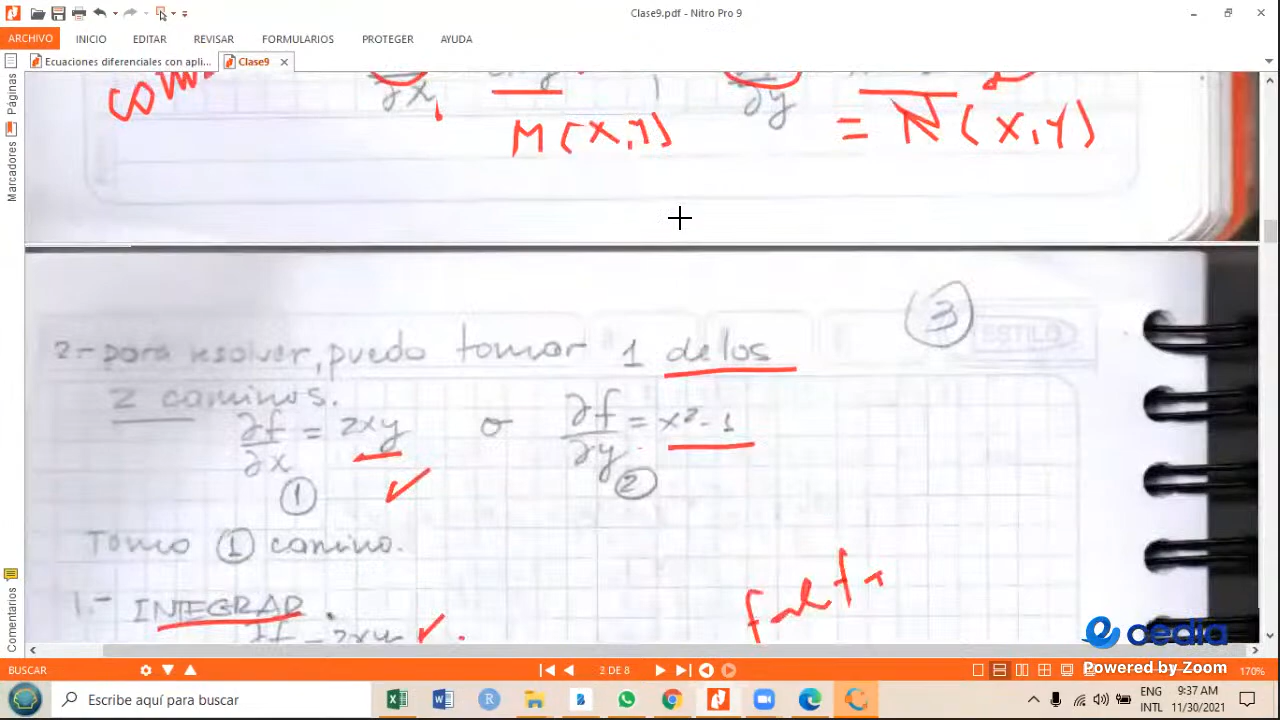 Clase9.pdf - Nitro Pro 9
ARCHIVO INICIO EDITAR REVISAR FORMULARIOS PROTEGER AYUDA
Ecuaciones diferenciales con apli... Clase9
Páginas
Marcadores
Comentarios
∂x ∂y
M(X,Y) = N(X,Y)
3
ESTILO
2.- para resolver, puedo tomar 1 de los
2 caminos.
∂f/∂x = 2xy o ∂f/∂y = x²-1
1 2
Tomo 1 camino.
1.- INTEGRAR.
∂f = 2xy
cedia
Powered by Zoom
BUSCAR 2 DE 8 170%
Escribe aquí para buscar
ENG
INTL
9:37 AM
11/30/2021